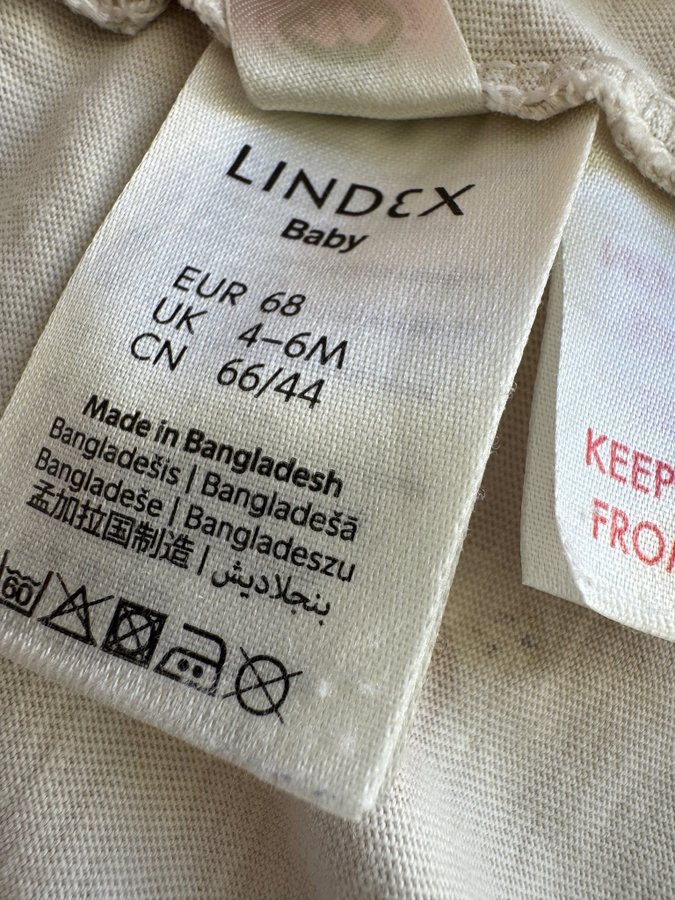 LINDEX
Baby
EUR 68
UK 4–6M
CN 66/44
Made in Bangladesh
Bangladešis | Bangladešā
Bangladeše | Bangladeszu
孟加拉国制造 | بنجلاديش
60
KEEP
FROM